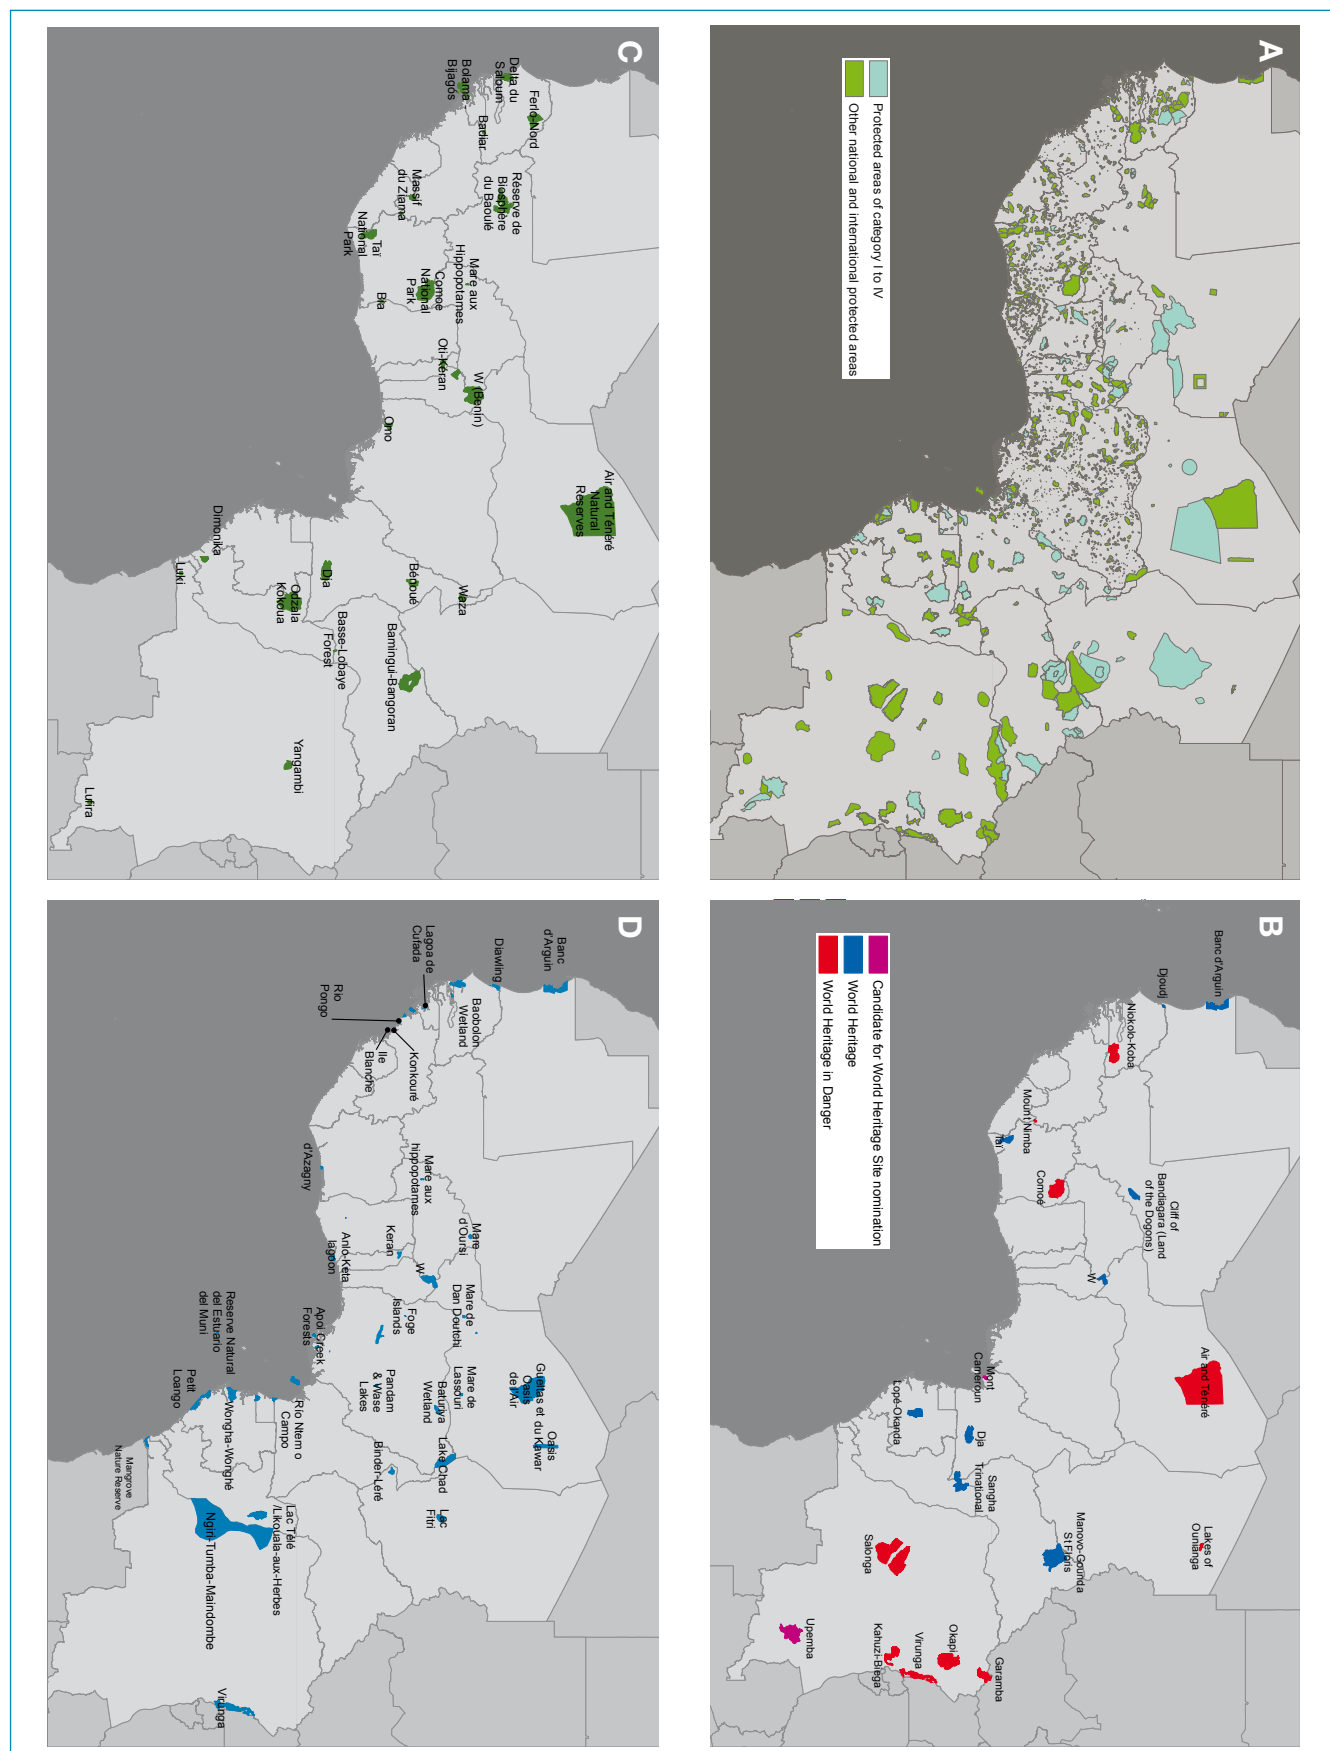 A
Protected areas of category I to IV
Other national and international protected areas
B
Candidate for World Heritage Site nomination
World Heritage
World Heritage in Danger
Banc d'Arguin
Djoudj
Niokolo-Koba
Mount Nimba
Taï
Comoé
Cliff of
Bandiagara (Land
of the Dogons)
W
Air and Ténéré
Mont
Cameroun
Lopé-Okanda
Dja
Sangha
Trinational
Lakes of
Ounianga
Manovo-Gounda
St Floris
Salonga
Upemba
Okapi
Virunga
Kahuzi-Biega
Garamba
C
Delta du
Saloum
Bolama
Bijagós
Ferlo-Nord
Badiar
Réserve de
Biosphère
du Baoulé
Massif
du Ziama
Taï
National
Park
Mare aux
Hippopotames
Comoe
National
Park
Bia
Oti-Kéran
W (Benin)
Omo
Air and Ténéré
Natural
Reserves
Waza
Bénoué
Dja
Dimonika
Luki
Odzala
Kokoua
Basse-Lobaye
Forest
Bamingui-Bangoran
Yangambi
Lufira
D
Banc
d'Arguin
Diawling
Lagoa de
Cufada
Rio
Pongo
Baobolon
Wetland
Konkouré
Ile
Blanche
d'Azagny
Mare aux
hippopotames
Mare
d'Oursi
Keran
Anlo-Keta
lagoon
W
Mare de
Dan Doutchi
Foge
Islands
Apoi Creek
Forests
Gueltas et
Oasis
de l'Aïr
Oasis
du Kawar
Mare de
Lassouri
Baturiya
Wetland
Pandam
& Wase
Lakes
Lake Chad
Binder-Léré
Lac
Fitri
Reserve Natural
del Estuario
del Muni
Río Ntem o
Campo
Petit
Loango
Wongha-Wonghé
Mangrove
Nature Reserve
Lac Télé
/Likouala-aux-Herbes
Ngiri-Tumba-Maindombe
Virunga